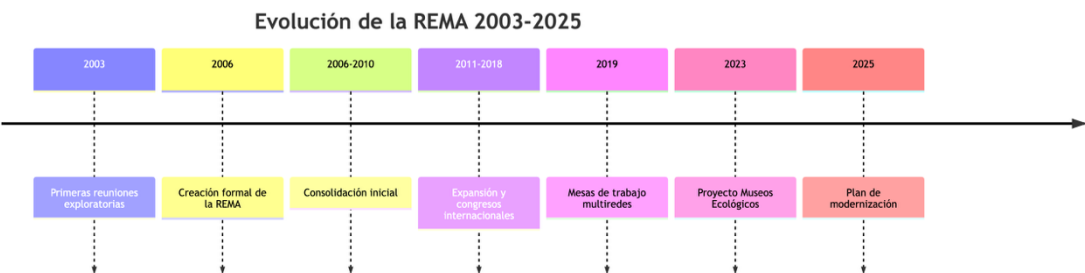 Evolución de la REMA 2003-2025
2003
2006
2006-2010
2011-2018
2019
2023
2025
Primeras reuniones
exploratorias
Creación formal de
la REMA
Consolidación inicial
Expansión y
congresos
internacionales
Mesas de trabajo
multiredes
Proyecto Museos
Ecológicos
Plan de
modernización